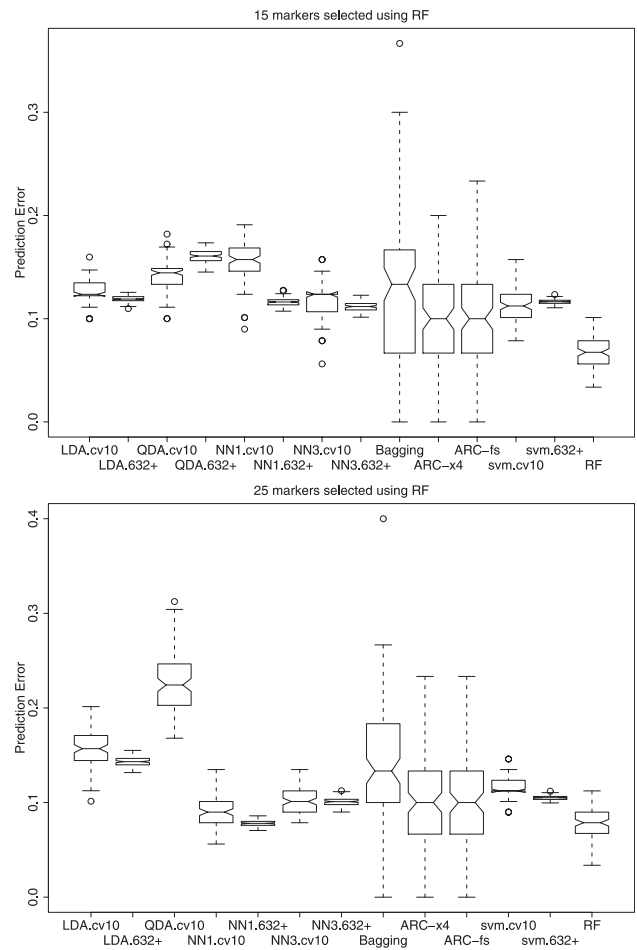 15 markers selected using RF
Prediction Error
0.3
0.2
0.1
0.0
LDA.cv10 QDA.cv10 NN1.cv10 NN3.cv10 Bagging ARC−fs svm.632+
LDA.632+ QDA.632+ NN1.632+ NN3.632+ ARC−x4 svm.cv10 RF
25 markers selected using RF
Prediction Error
0.4
0.3
0.2
0.1
0.0
LDA.cv10 QDA.cv10 NN1.632+ NN3.632+ ARC−x4 svm.cv10 RF
LDA.632+ NN1.cv10 NN3.cv10 Bagging ARC−fs svm.632+